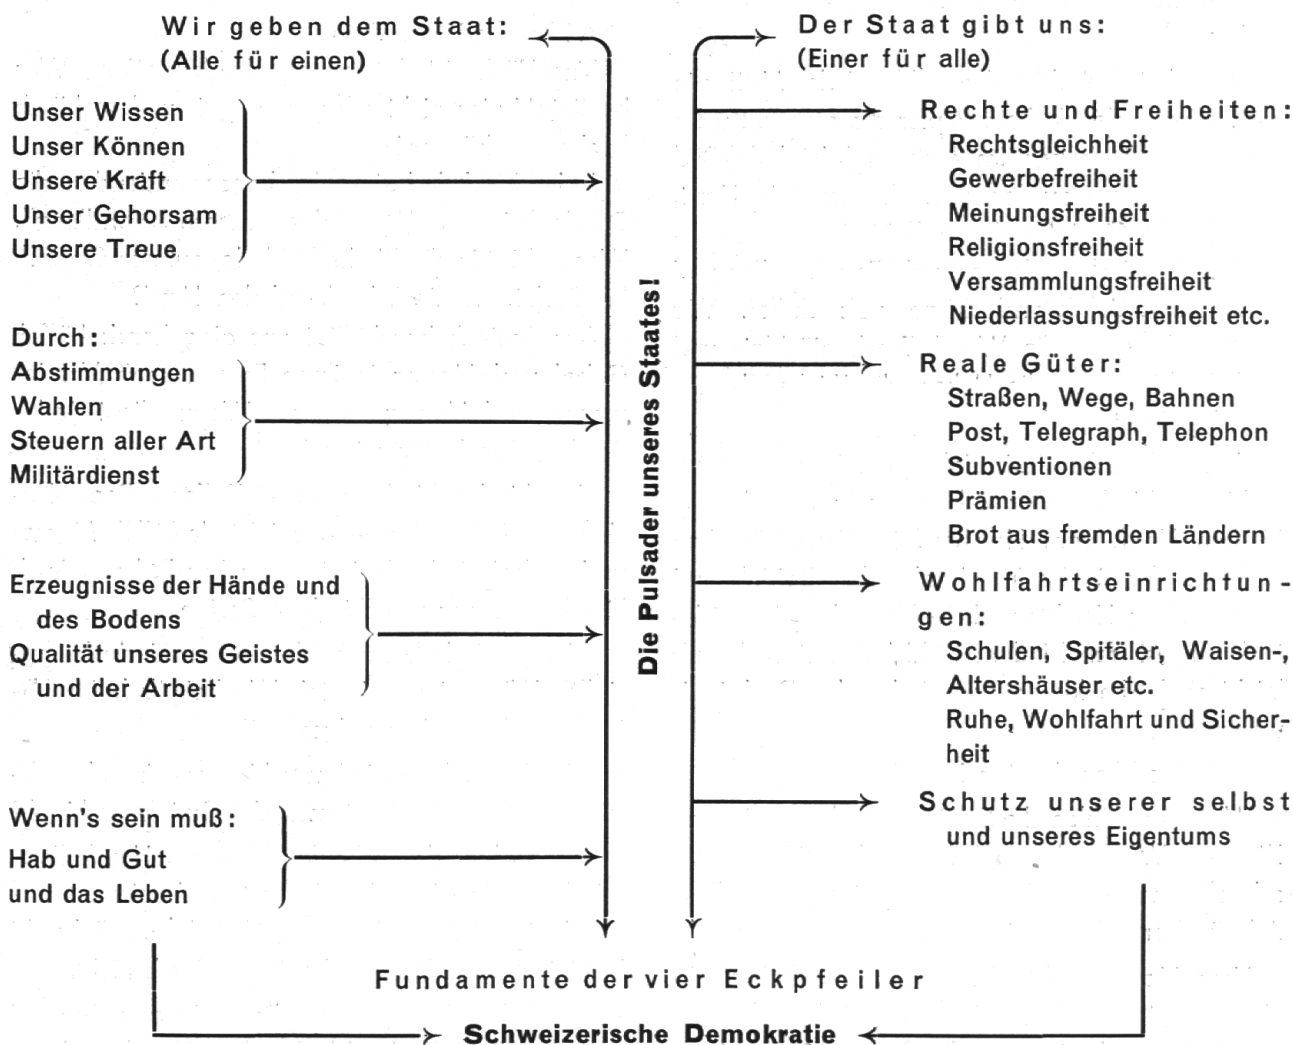 Wir geben dem Staat:
(Alle für einen)
Unser Wissen
Unser Können
Unsere Kraft
Unser Gehorsam
Unsere Treue
Durch:
Abstimmungen
Wahlen
Steuern aller Art
Militärdienst
Erzeugnisse der Hände und
des Bodens
Qualität unseres Geistes
und der Arbeit
Wenn's sein muß:
Hab und Gut
und das Leben
Die Pulsader unseres Staates!
Der Staat gibt uns:
(Einer für alle)
Rechte und Freiheiten:
Rechtsgleichheit
Gewerbefreiheit
Meinungsfreiheit
Religionsfreiheit
Versammlungsfreiheit
Niederlassungsfreiheit etc.
Reale Güter:
Straßen, Wege, Bahnen
Post, Telegraph, Telephon
Subventionen
Prämien
Brot aus fremden Ländern
Wohlfahrtseinrichtun-
gen:
Schulen, Spitäler, Waisen-,
Altershäuser etc.
Ruhe, Wohlfahrt und Sicher-
heit
Schutz unserer selbst
und unseres Eigentums
Fundamente der vier Eckpfeiler
Schweizerische Demokratie